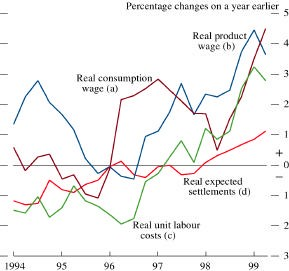 Percentage changes on a year earlier
5
Real product
wage (b)
4
Real consumption
wage (a)
3
2
1
+
0
–
Real expected
settlements (d)
1
Real unit labour
costs (c)
2
3
1994
95
96
97
98
99